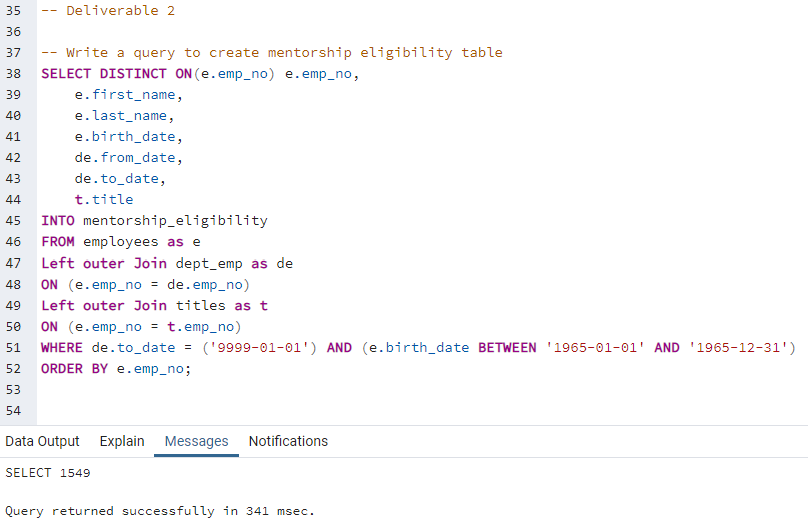 35 -- Deliverable 2
36
37 -- Write a query to create mentorship eligibility table
38 SELECT DISTINCT ON(e.emp_no) e.emp_no,
39     e.first_name,
40     e.last_name,
41     e.birth_date,
42     de.from_date,
43     de.to_date,
44     t.title
45 INTO mentorship_eligibility
46 FROM employees as e
47 Left outer Join dept_emp as de
48 ON (e.emp_no = de.emp_no)
49 Left outer Join titles as t
50 ON (e.emp_no = t.emp_no)
51 WHERE de.to_date = ('9999-01-01') AND (e.birth_date BETWEEN '1965-01-01' AND '1965-12-31')
52 ORDER BY e.emp_no;
53
54
Data Output Explain Messages Notifications
SELECT 1549
Query returned successfully in 341 msec.